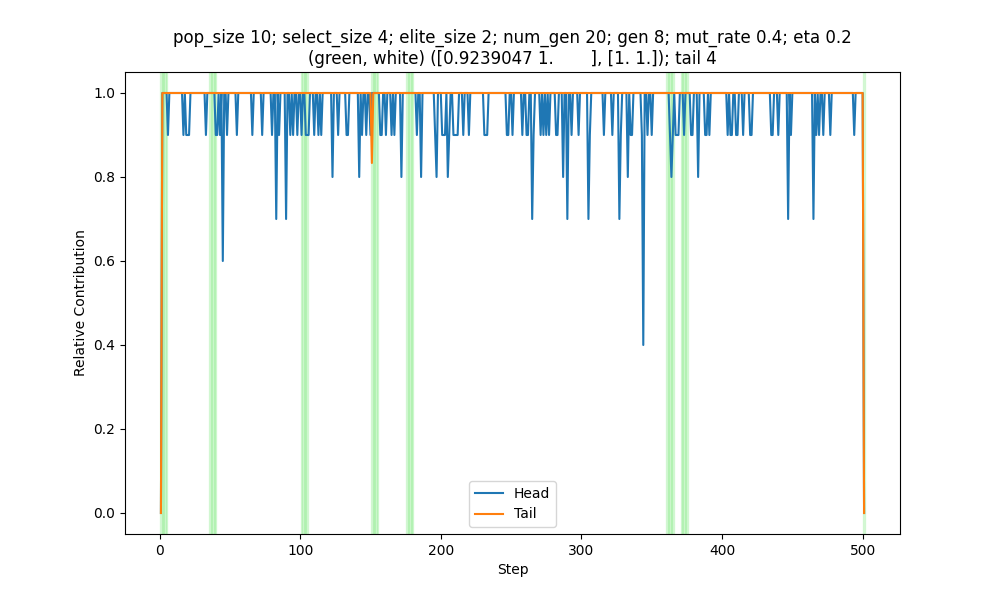 pop_size 10; select_size 4; elite_size 2; num_gen 20; gen 8; mut_rate 0.4; eta 0.2
(green, white) ([0.9239047 1.        ], [1. 1.]); tail 4
1.0
0.8
0.6
0.4
0.2
0.0
Relative Contribution
Head
Tail
0
100
200
300
400
500
Step